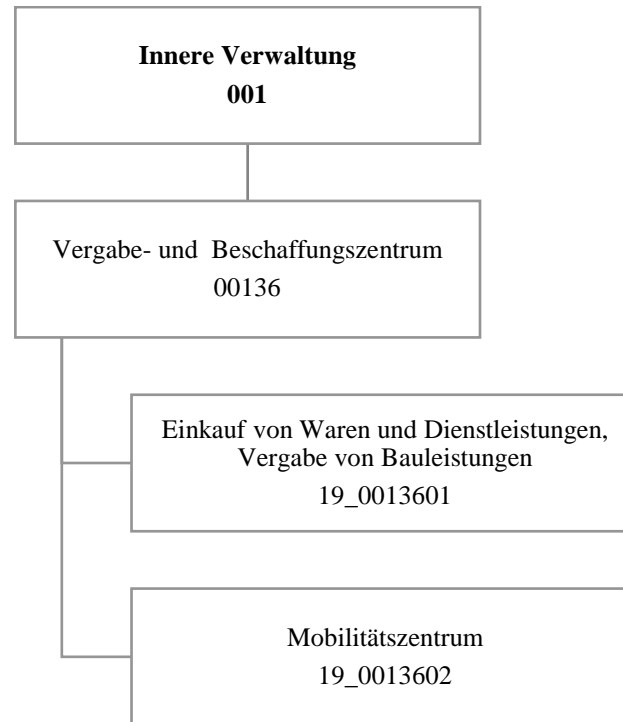 Innere Verwaltung
001
Vergabe- und Beschaffungszentrum
00136
Einkauf von Waren und Dienstleistungen,
Vergabe von Bauleistungen
19_0013601
Mobilitätszentrum
19_0013602